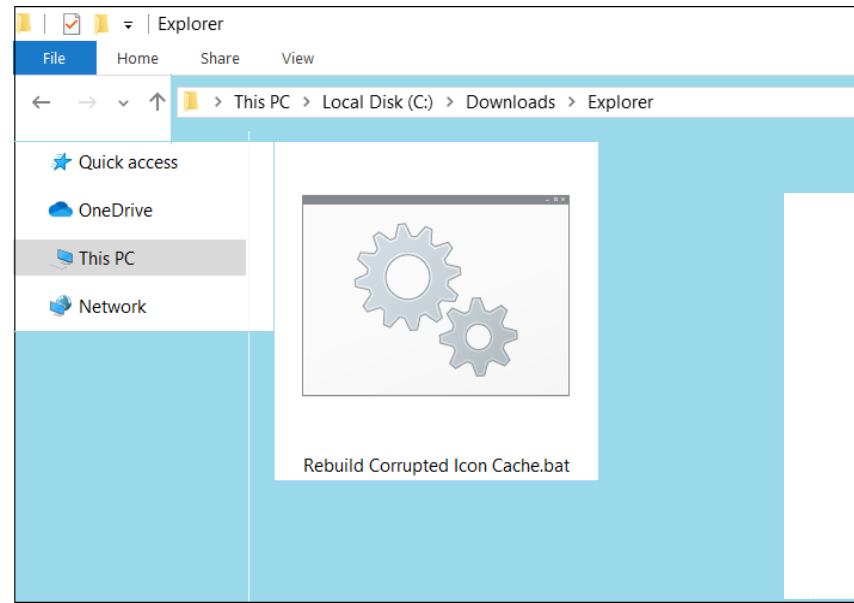 Explorer
File Home Share View
This PC > Local Disk (C:) > Downloads > Explorer
Quick access
OneDrive
This PC
Network
Rebuild Corrupted Icon Cache.bat